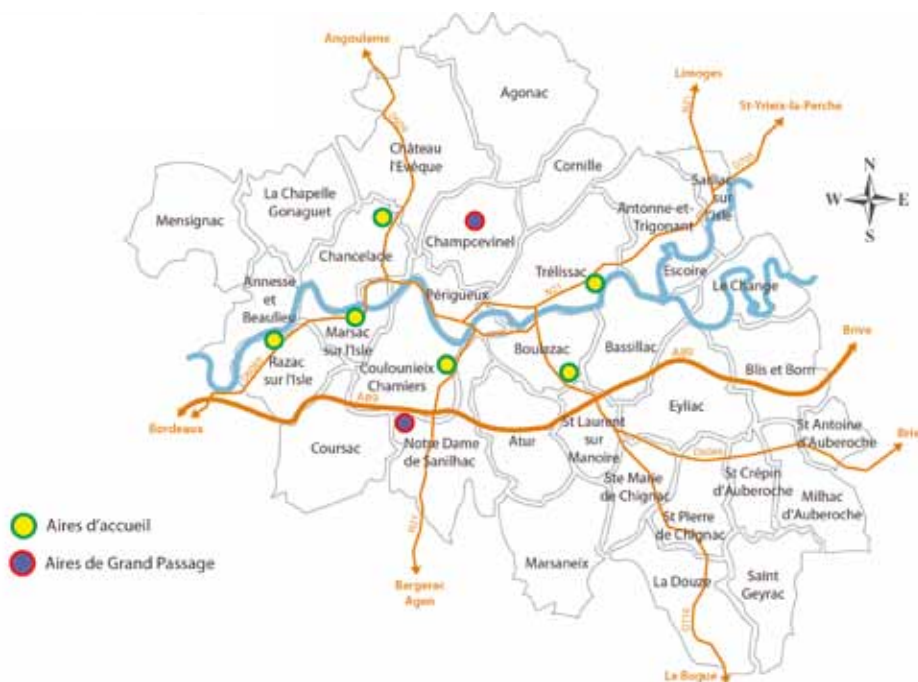 Angoulême
Agonac
Limoges
N21
St-Yrieix-la-Perche
D705
Château
l'Evêque
Cornille
Sarliac
sur
l'Isle
La Chapelle
Gonaguet
Mensignac
Antonne-et-
Trigonant
N
W
E
S
Champcevinel
Chancelade
Trélissac
Escoire
Le Change
Annesse
et
Beaulieu
Périgueux
N21
Marsac
sur l'Isle
Boulazac
Bassillac
Brive
Razac
sur l'Isle
Coulounieix
Chamiers
A89
Blis et Born
A89
Eyliac
Bordeaux
Coursac
Notre Dame
de Sanilhac
Atur
St Laurent
sur
Manoire
St Antoine
d'Auberoche
Ste Marie
de Chignac
St Crépin
d'Auberoche
Milhac
d'Auberoche
St Pierre
de Chignac
Aires d'accueil
Aires de Grand Passage
Marsaneix
La Douze
Saint
Geyrac
Bergerac
Agen
Le Bugue